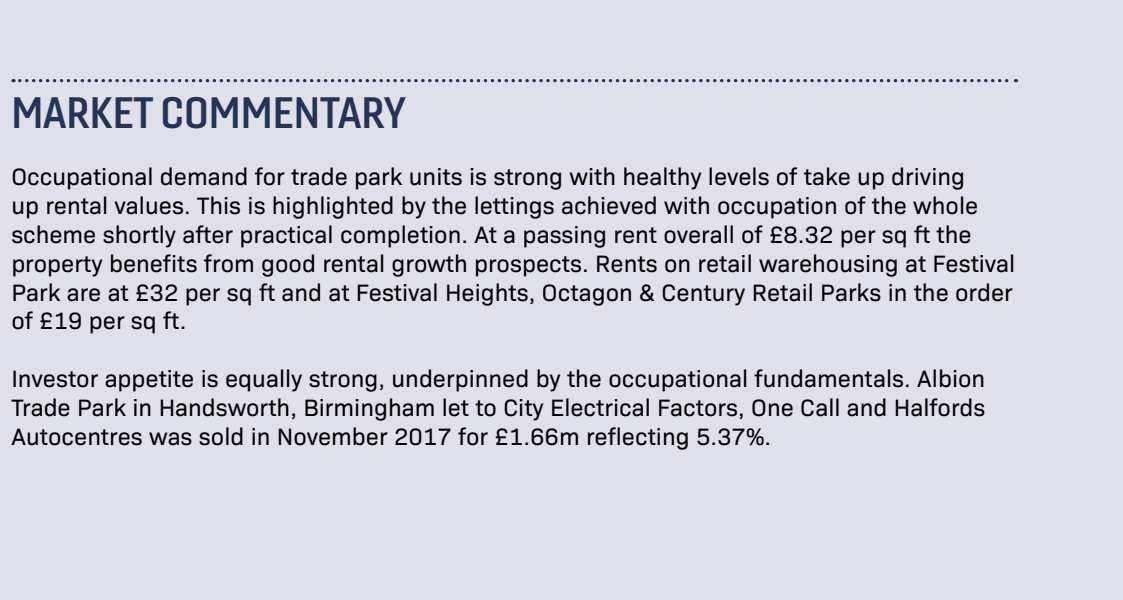 MARKET COMMENTARY
Occupational demand for trade park units is strong with healthy levels of take up driving
up rental values. This is highlighted by the lettings achieved with occupation of the whole
scheme shortly after practical completion. At a passing rent overall of £8.32 per sq ft the
property benefits from good rental growth prospects. Rents on retail warehousing at Festival
Park are at £32 per sq ft and at Festival Heights, Octagon & Century Retail Parks in the order
of £19 per sq ft.
Investor appetite is equally strong, underpinned by the occupational fundamentals. Albion
Trade Park in Handsworth, Birmingham let to City Electrical Factors, One Call and Halfords
Autocentres was sold in November 2017 for £1.66m reflecting 5.37%.